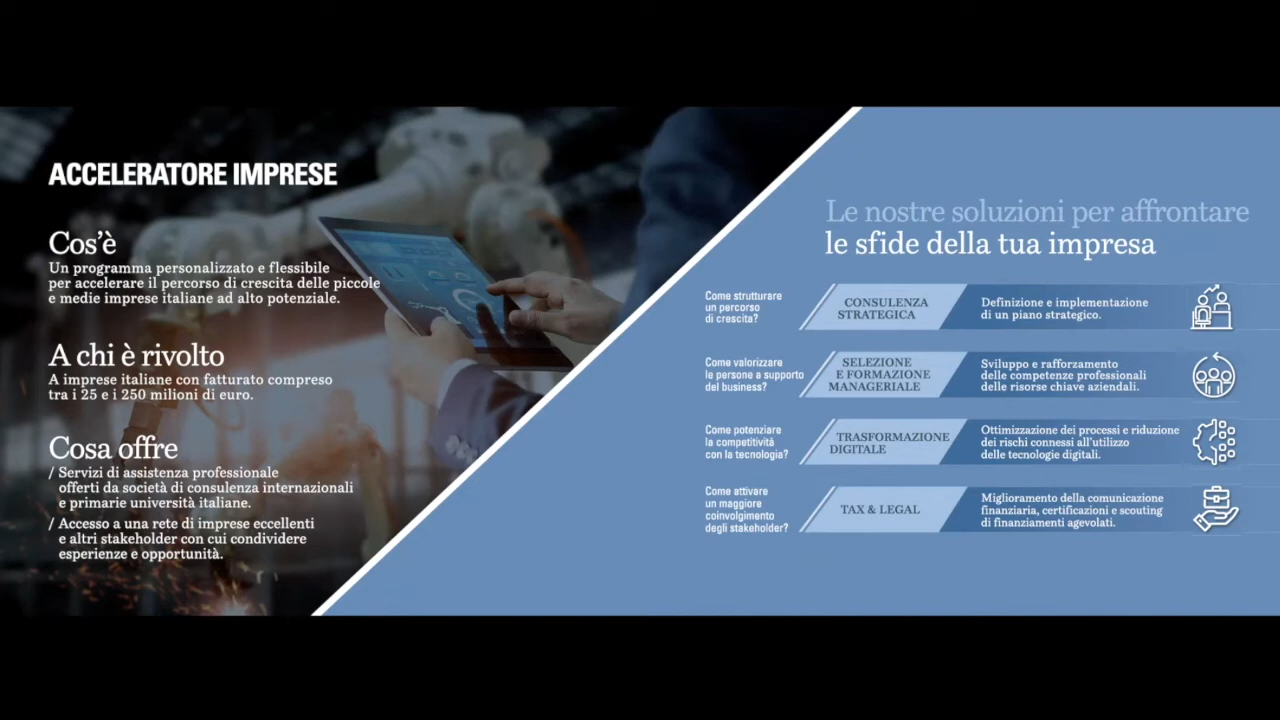 ACCELERATORE IMPRESE
Cos'è
Un programma personalizzato e flessibile
per accelerare il percorso di crescita delle piccole
e medie imprese italiane ad alto potenziale.
A chi è rivolto
A imprese italiane con fatturato compreso
tra i 25 e i 250 milioni di euro.
Cosa offre
/ Servizi di assistenza professionale
offerti da società di consulenza internazionali
e primarie università italiane.
/ Accesso a una rete di imprese eccellenti
e altri stakeholder con cui condividere
esperienze e opportunità.
Le nostre soluzioni per affrontare
le sfide della tua impresa
Come strutturare
un percorso
di crescita?
CONSULENZA
STRATEGICA
Definizione e implementazione
di un piano strategico.
Come valorizzare
le persone a supporto
del business?
SELEZIONE
E FORMAZIONE
MANAGERIALE
Sviluppo e rafforzamento
delle competenze professionali
delle risorse chiave aziendali.
Come potenziare
la competitività
con la tecnologia?
TRASFORMAZIONE
DIGITALE
Ottimizzazione dei processi e riduzione
dei rischi connessi all'utilizzo
delle tecnologie digitali.
Come attivare
un maggiore
coinvolgimento
degli stakeholder?
TAX & LEGAL
Miglioramento della comunicazione
finanziaria, certificazioni e scouting
di finanziamenti agevolati.